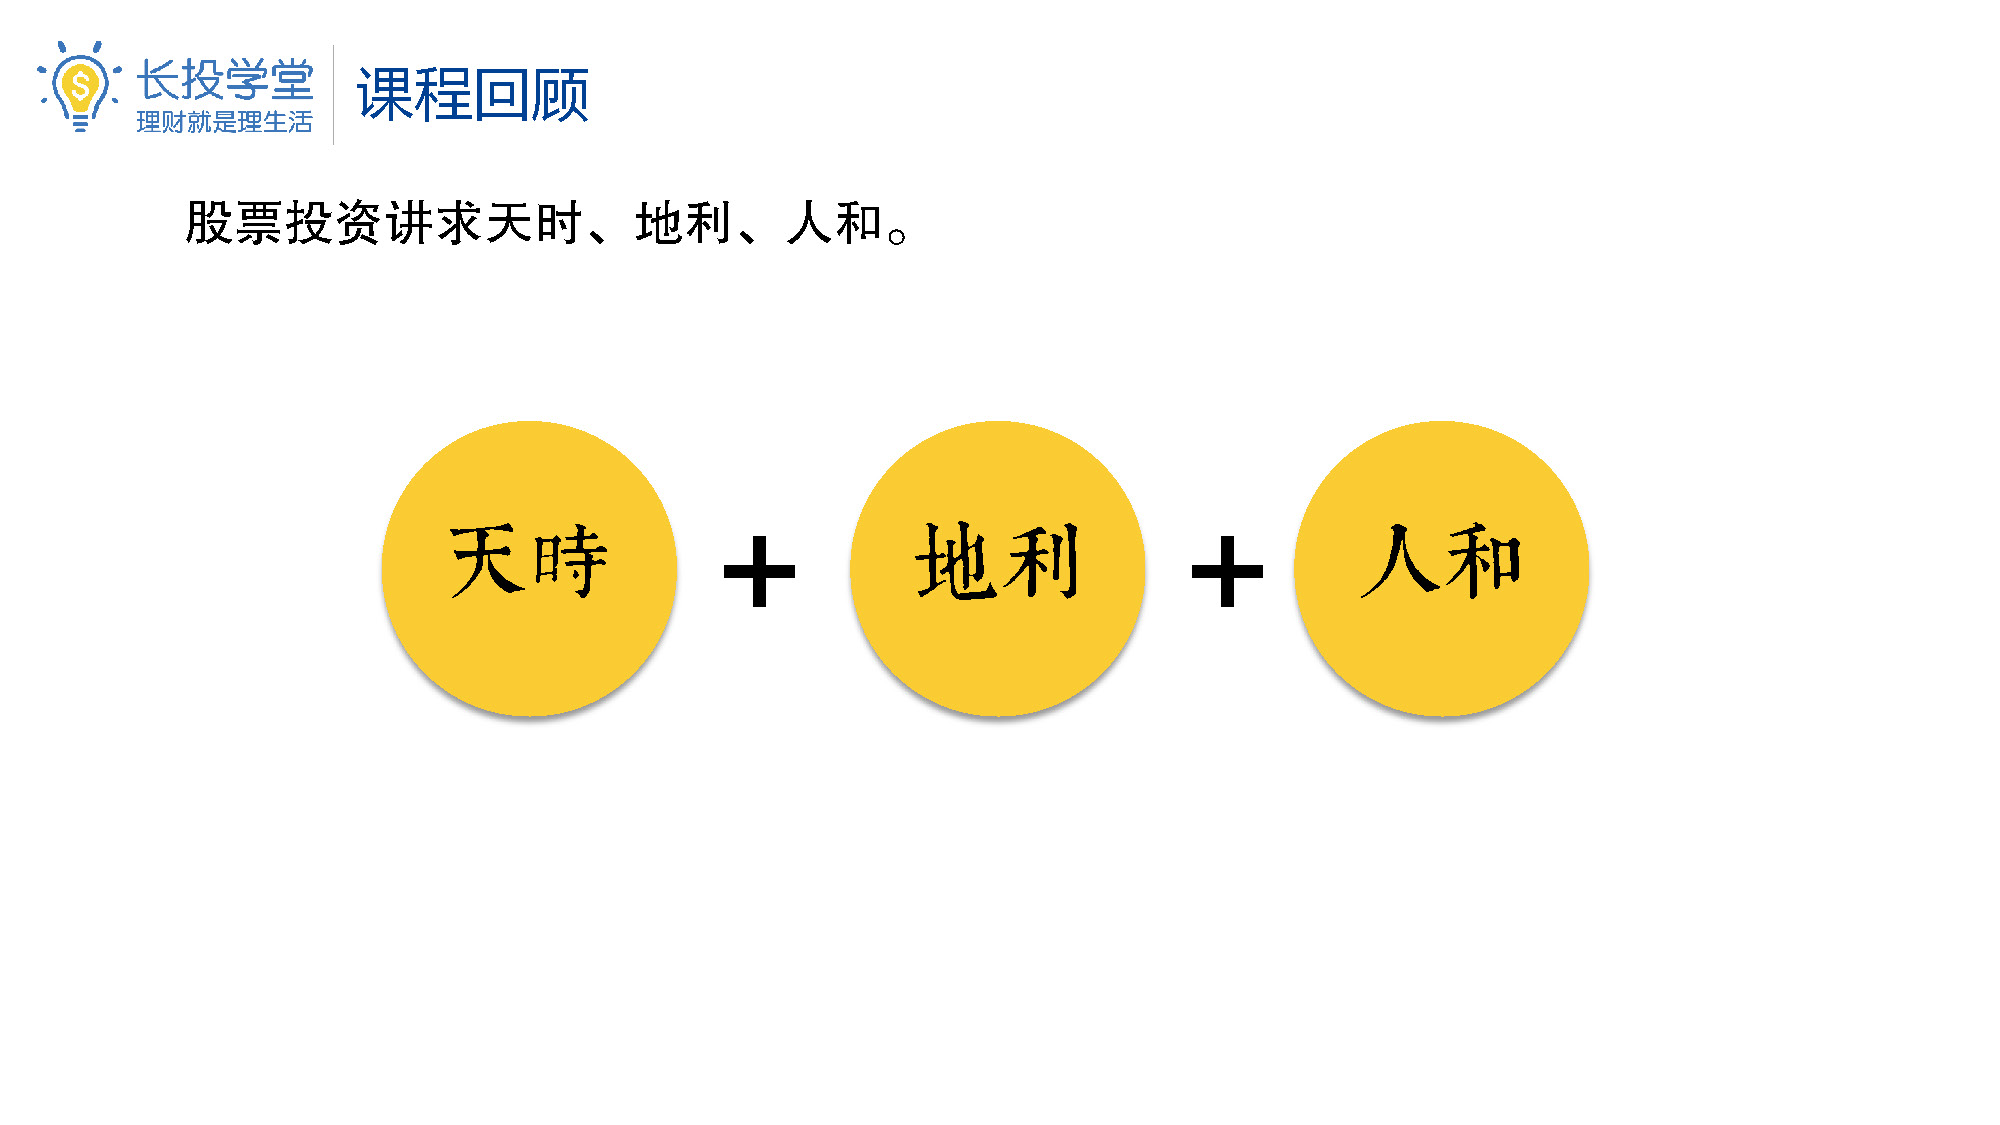 长投学堂
理财就是理生活
课程回顾
股票投资讲求天时、地利、人和。
天時 + 地利 + 人和